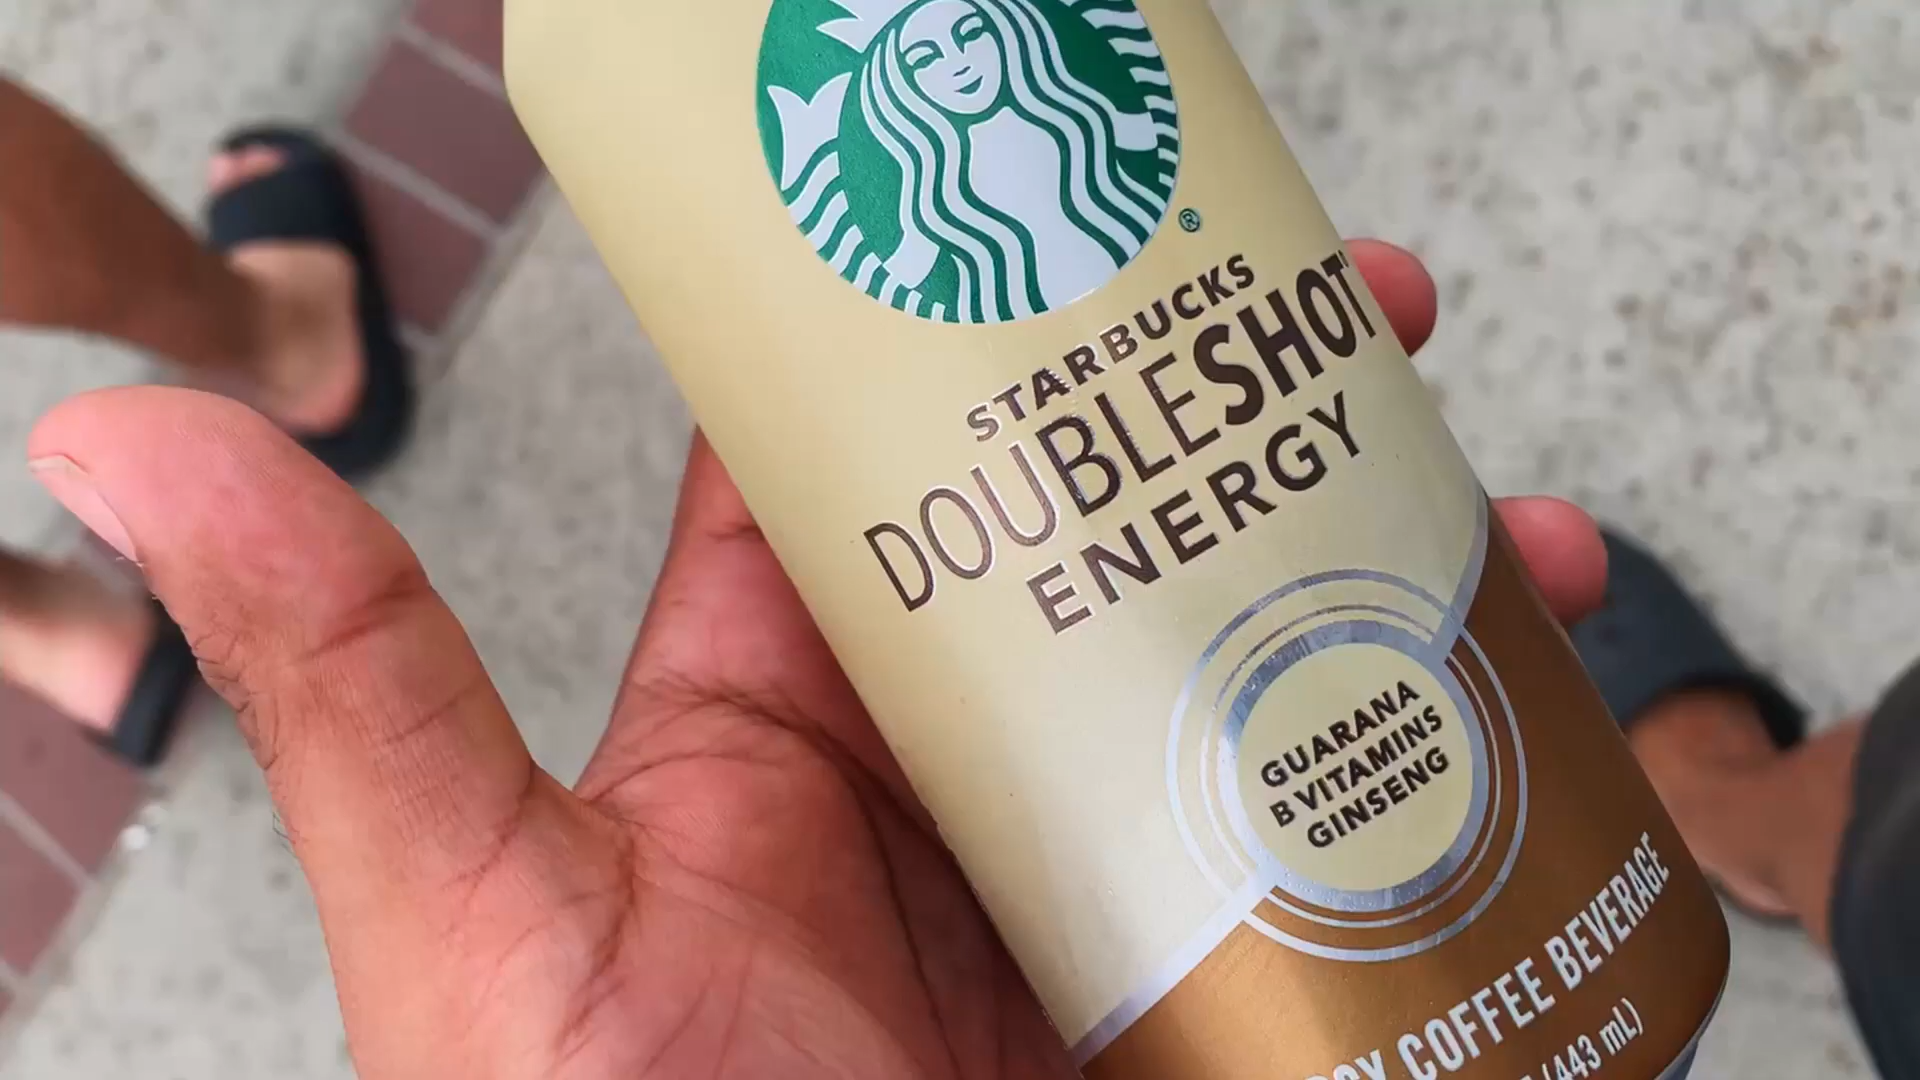 ®
STARBUCKS
DOUBLESHOT
ENERGY
GUARANA
B VITAMINS
GINSENG
COFFEE BEVERAGE
(443 mL)